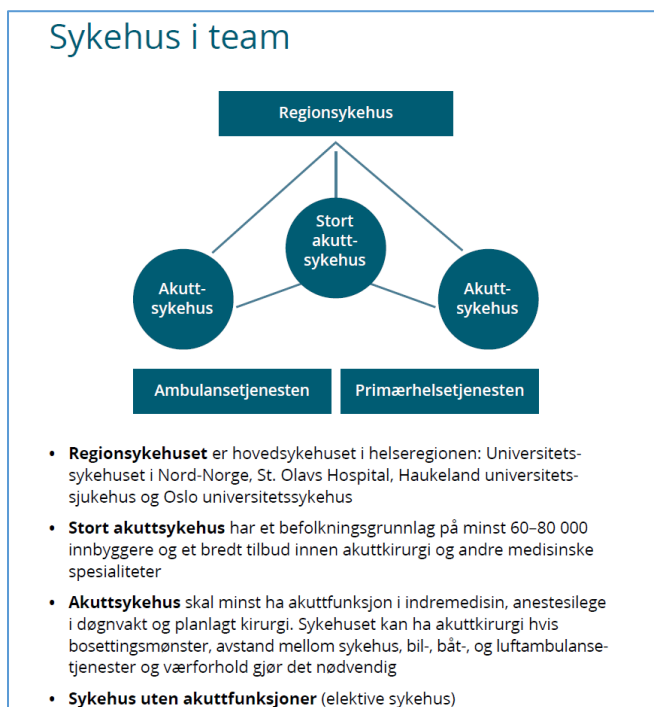 Sykehus i team
Regionsykehus
Stort
akutt-
sykehus
Akutt-
sykehus
Akutt-
sykehus
Ambulansetjenesten
Primærhelsetjenesten
• Regionsykehuset er hovedsykehuset i helseregionen: Universitets-
sykehuset i Nord-Norge, St. Olavs Hospital, Haukeland universitets-
sjukehus og Oslo universitetssykehus
• Stort akuttsykehus har et befolkningsgrunnlag på minst 60–80 000
innbyggere og et bredt tilbud innen akuttkirurgi og andre medisinske
spesialiteter
• Akuttsykehus skal minst ha akuttfunksjon i indremedisin, anestesilege
i døgnvakt og planlagt kirurgi. Sykehuset kan ha akuttkirurgi hvis
bosettingsmønster, avstand mellom sykehus, bil-, båt-, og luftambulanse-
tjenester og værforhold gjør det nødvendig
• Sykehus uten akuttfunksjoner (elektive sykehus)